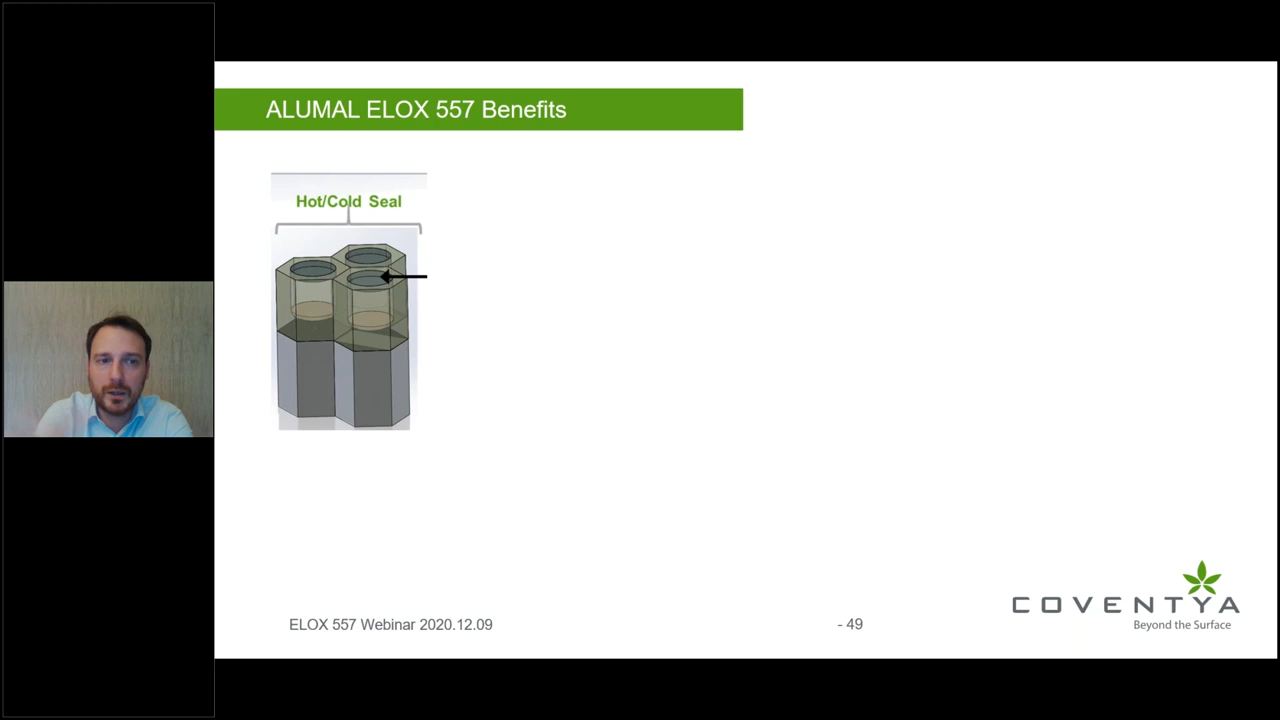 ALUMAL ELOX 557 Benefits
Hot/Cold Seal
ELOX 557 Webinar 2020.12.09
- 49
COVENTYA
Beyond the Surface